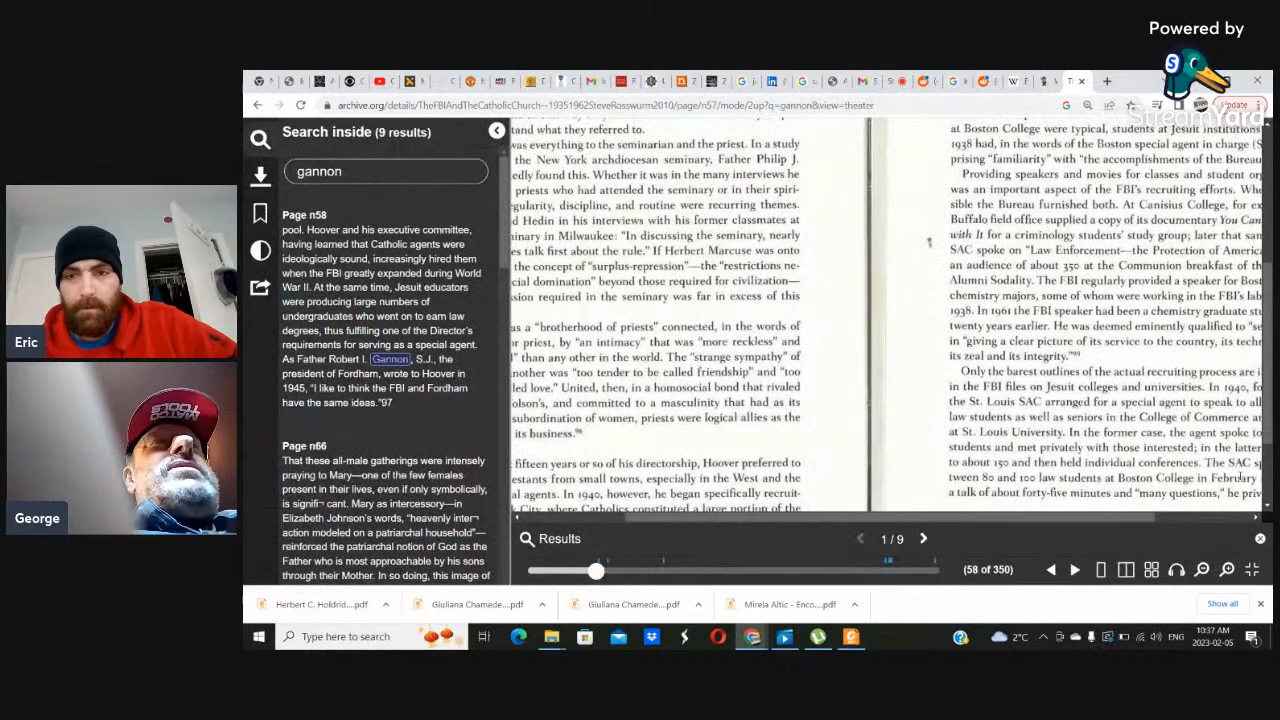 Powered by
StreamYard
Update
archive.org/details/TheFBIAndTheCatholicChurch--19351962SteveRosswurm2010/page/n57/mode/2up?q=gannon&view=theater
Search inside (9 results)
gannon
Page n58
pool. Hoover and his executive committee,
having learned that Catholic agents were
ideologically sound, increasingly hired them
when the FBI greatly expanded during World
War II. At the same time, Jesuit educators
were producing large numbers of
undergraduates who went on to earn law
degrees, thus fulfilling one of the Director's
requirements for serving as a special agent.
As Father Robert I. Gannon, S.J., the
president of Fordham, wrote to Hoover in
1945, "I like to think the FBI and Fordham
have the same ideas."97
Page n66
That these all-male gatherings were intensely
praying to Mary—one of the few females
present in their lives, even if only symbolically,
is signifi¬ cant. Mary as intercessory—in
Elizabeth Johnson's words, "heavenly inter¬
action modeled on a patriarchal household"—
reinforced the patriarchal notion of God as the
Father who is most approachable by his sons
through their Mother. In so doing, this image of
tand what they referred to.
was everything to the seminarian and the priest. In a study
the New York archdiocesan seminary, Father Philip J.
edly found this. Whether it was in the many interviews he
priests who had attended the seminary or in their spiri-
gularity, discipline, and routine were recurring themes.
d Hedin in his interviews with his former classmates at
inary in Milwaukee: "In discussing the seminary, nearly
es talk first about the rule." If Herbert Marcuse was onto
the concept of "surplus-repression"—the "restrictions ne-
cial domination" beyond those required for civilization—
ssion required in the seminary was far in excess of this
as a "brotherhood of priests" connected, in the words of
or priest, by "an intimacy" that was "more reckless and
" than any other in the world. The "strange sympathy" of
nother was "too tender to be called friendship" and "too
led love." United, then, in a homosocial bond that rivaled
olson's, and committed to a masculinity that had as its
subordination of women, priests were logical allies as the
its business."96
fifteen years or so of his directorship, Hoover preferred to
estants from small towns, especially in the West and the
al agents. In 1940, however, he began specifically recruit-
k City, where Catholics constituted a large portion of the
at Boston College were typical, students at Jesuit institutions
1938 had, in the words of the Boston special agent in charge (S
prising "familiarity" with "the accomplishments of the Bureau
Providing speakers and movies for classes and student or
was an important aspect of the FBI's recruiting efforts. Whe
sible the Bureau furnished both. At Canisius College, for ex
Buffalo field office supplied a copy of its documentary You Can
with It for a criminology students' study group; later that sam
SAC spoke on "Law Enforcement—the Protection of America
an audience of about 350 at the Communion breakfast of th
Alumni Sodality. The FBI regularly provided a speaker for Bost
chemistry majors, some of whom were working in the FBI's lab
1938. In 1961 the FBI speaker had been a chemistry graduate stu
twenty years earlier. He was deemed eminently qualified to "se
in "giving a clear picture of its service to the country, its techn
its zeal and its integrity."99
Only the barest outlines of the actual recruiting process are i
in the FBI files on Jesuit colleges and universities. In 1940, fo
the St. Louis SAC arranged for a special agent to speak to all
law students as well as seniors in the College of Commerce an
at St. Louis University. In the former case, the agent spoke to
students and met privately with those interested; in the latter
to about 150 and then held individual conferences. The SAC sp
tween 80 and 100 law students at Boston College in February
a talk of about forty-five minutes and "many questions," he priv
Results
1 / 9
(58 of 350)
Eric
George
MATCO
TOOLS
Herbert C. Holdrid....pdf
Giuliana Chamede....pdf
Giuliana Chamede....pdf
Mirela Altic - Enco....pdf
Show all
Type here to search
2°C
ENG
10:37 AM
2023-02-05